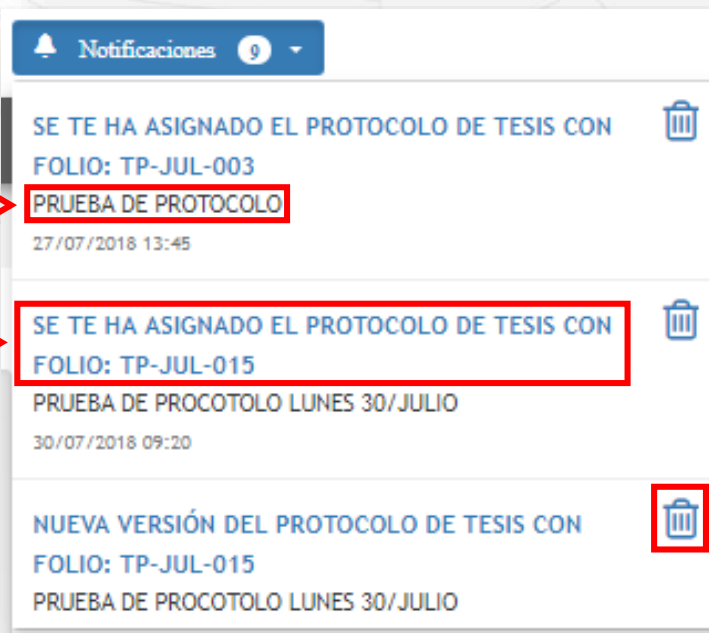 Notificaciones 9
SE TE HA ASIGNADO EL PROTOCOLO DE TESIS CON
FOLIO: TP-JUL-003
PRUEBA DE PROTOCOLO
27/07/2018 13:45
SE TE HA ASIGNADO EL PROTOCOLO DE TESIS CON
FOLIO: TP-JUL-015
PRUEBA DE PROCOTOLO LUNES 30/JULIO
30/07/2018 09:20
NUEVA VERSIÓN DEL PROTOCOLO DE TESIS CON
FOLIO: TP-JUL-015
PRUEBA DE PROCOTOLO LUNES 30/JULIO